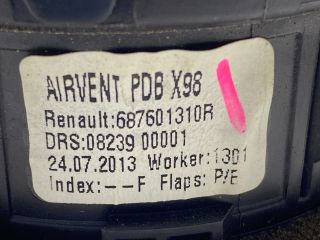 AIRVENT PDB X98
Renault:687601310R
DRS:08239 00001
24.07.2013 Worker:1301
Index:--F Flaps: P/E